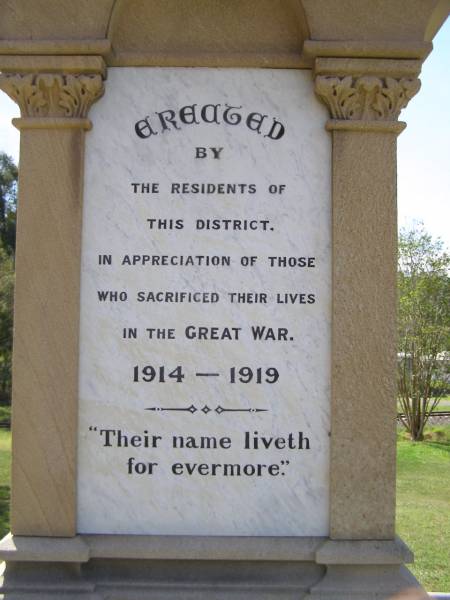 ERECTED
BY
THE RESIDENTS OF
THIS DISTRICT.
IN APPRECIATION OF THOSE
WHO SACRIFICED THEIR LIVES
IN THE GREAT WAR.
1914 — 1919
"Their name liveth
for evermore."